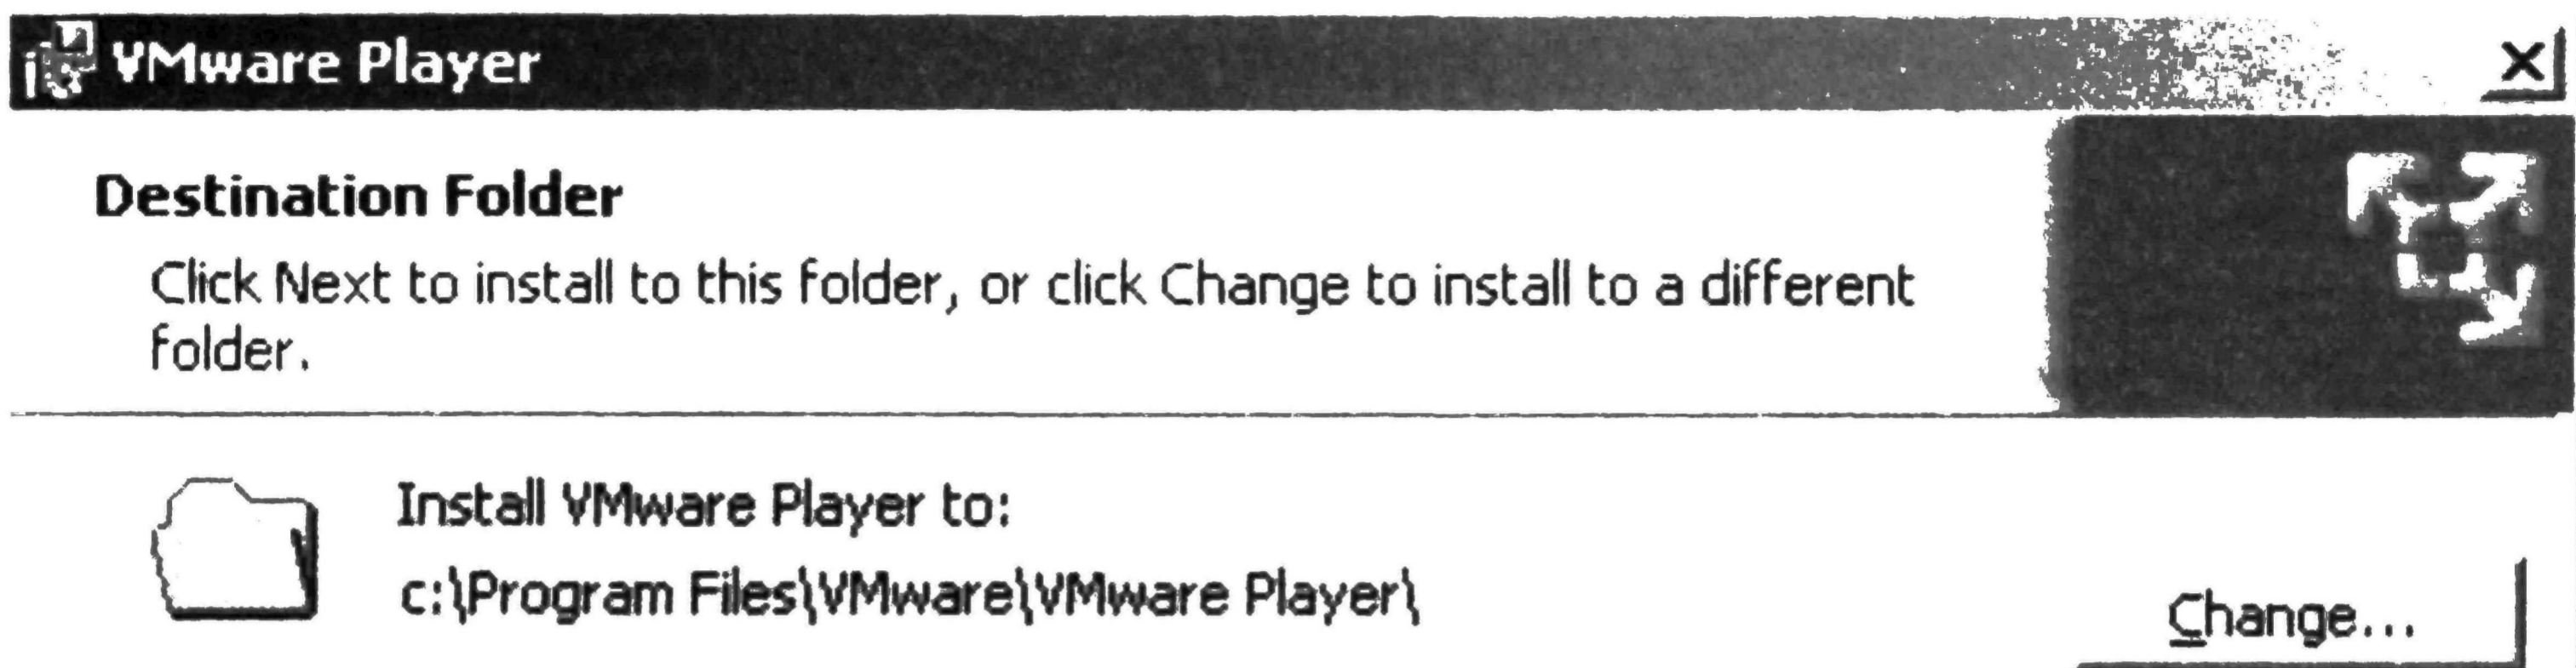 VMware Player
Destination Folder
Click Next to install to this folder, or click Change to install to a different
folder.
Install VMware Player to:
c:\Program Files\VMware\VMware Player\
Change...